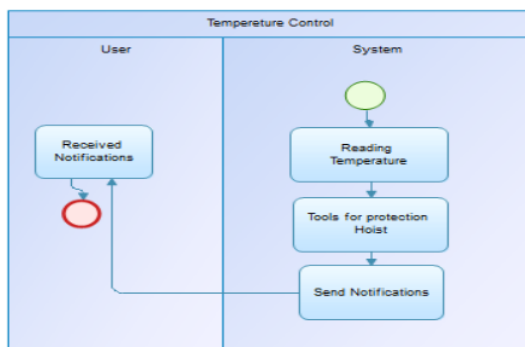 Tempereture Control
User
System
Received
Notifications
Reading
Temperature
Tools for protection
Hoist
Send Notifications